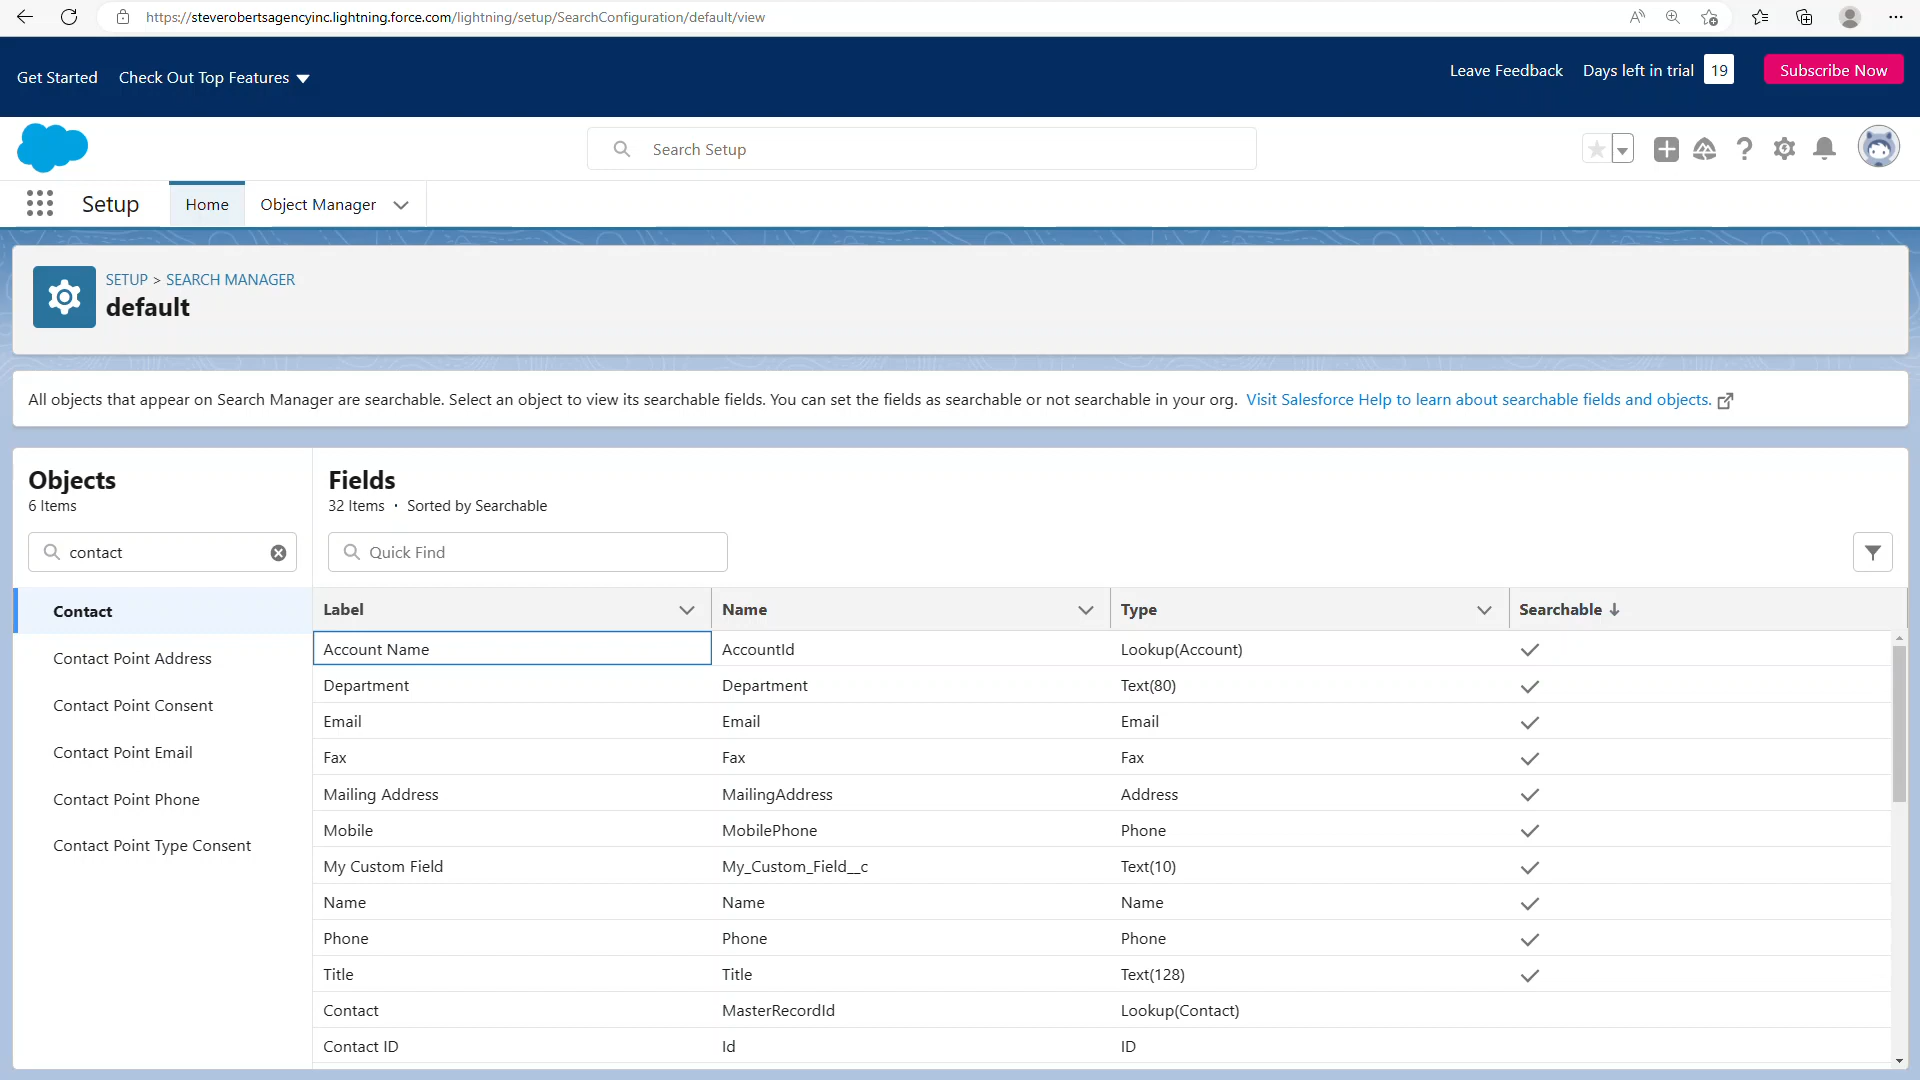 https://steverobertsagencyinc.lightning.force.com/lightning/setup/SearchConfiguration/default/view
Get Started
Check Out Top Features
Leave Feedback
Days left in trial
19
Subscribe Now
Search Setup
Setup
Home
Object Manager
SETUP > SEARCH MANAGER
default
All objects that appear on Search Manager are searchable. Select an object to view its searchable fields. You can set the fields as searchable or not searchable in your org. Visit Salesforce Help to learn about searchable fields and objects.
Objects
6 Items
contact
Contact
Contact Point Address
Contact Point Consent
Contact Point Email
Contact Point Phone
Contact Point Type Consent
Fields
32 Items · Sorted by Searchable
Quick Find
Label Name Type Searchable
Account Name AccountId Lookup(Account)
Department Department Text(80)
Email Email Email
Fax Fax Fax
Mailing Address MailingAddress Address
Mobile MobilePhone Phone
My Custom Field My_Custom_Field__c Text(10)
Name Name Name
Phone Phone Phone
Title Title Text(128)
Contact MasterRecordId Lookup(Contact)
Contact ID Id ID